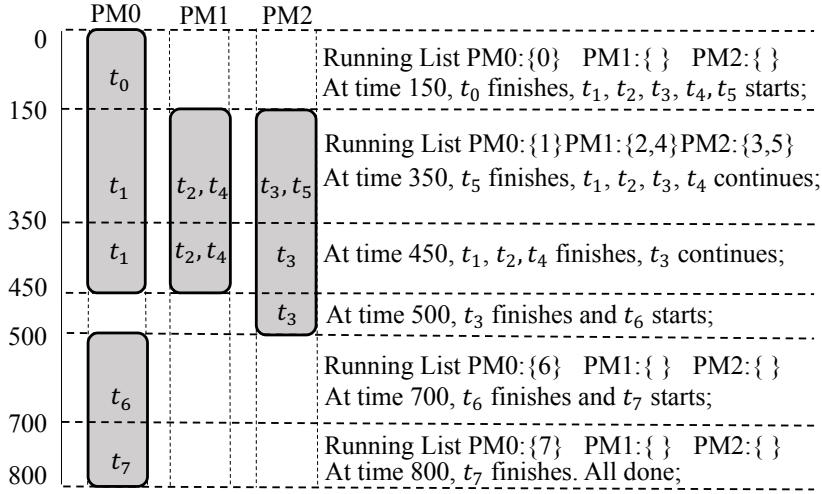 PM0 PM1 PM2
0
Running List PM0:{0} PM1:{ } PM2:{ }
t₀
At time 150, t₀ finishes, t₁, t₂, t₃, t₄, t₅ starts;
150
Running List PM0:{1}PM1:{2,4}PM2:{3,5}
t₁ t₂, t₄ t₃, t₅ At time 350, t₅ finishes, t₁, t₂, t₃, t₄ continues;
350
t₁ t₂, t₄ t₃ At time 450, t₁, t₂, t₄ finishes, t₃ continues;
450
t₃ At time 500, t₃ finishes and t₆ starts;
500
Running List PM0:{6} PM1:{ } PM2:{ }
t₆ At time 700, t₆ finishes and t₇ starts;
700
Running List PM0:{7} PM1:{ } PM2:{ }
t₇ At time 800, t₇ finishes. All done;
800